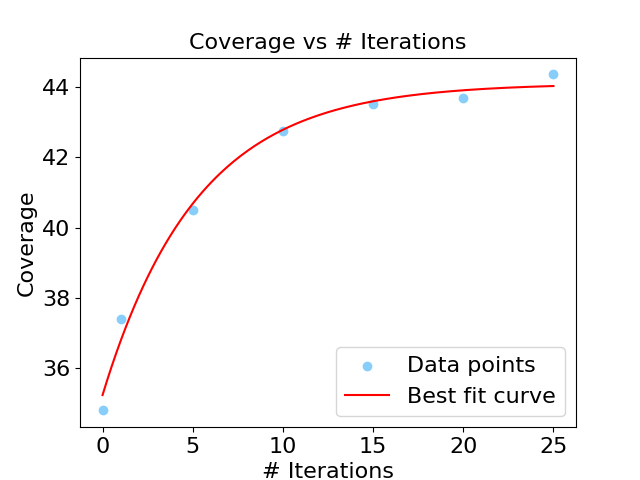 Coverage vs # Iterations
Coverage
44
42
40
38
36
Data points
Best fit curve
0 5 10 15 20 25
# Iterations